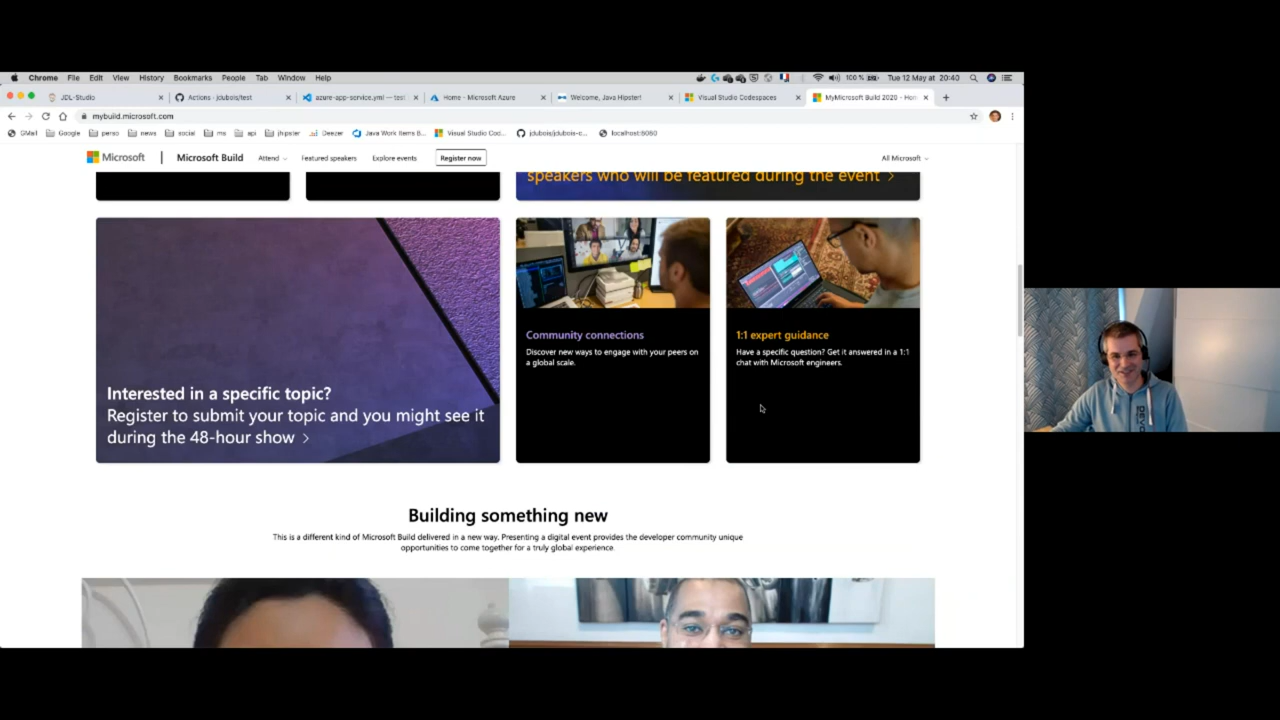 Chrome File Edit View History Bookmarks People Tab Window Help 100 % Tue 12 May at 20:40
JDL-Studio Actions · jdubois/test azure-app-service.yml — test Home - Microsoft Azure Welcome, Java Hipster! Visual Studio Codespaces MyMicrosoft Build 2020 - Hom
mybuild.microsoft.com
GMail Google perso news social ms api jhipster Deezer Java Work Items B... Visual Studio Cod... jdubois/jdubois-c... localhost:8080
Microsoft | Microsoft Build Attend Featured speakers Explore events Register now All Microsoft
speakers who will be featured during the event >
Interested in a specific topic?
Register to submit your topic and you might see it
during the 48-hour show >
Community connections
Discover new ways to engage with your peers on
a global scale.
1:1 expert guidance
Have a specific question? Get it answered in a 1:1
chat with Microsoft engineers.
Building something new
This is a different kind of Microsoft Build delivered in a new way. Presenting a digital event provides the developer community unique
opportunities to come together for a truly global experience.